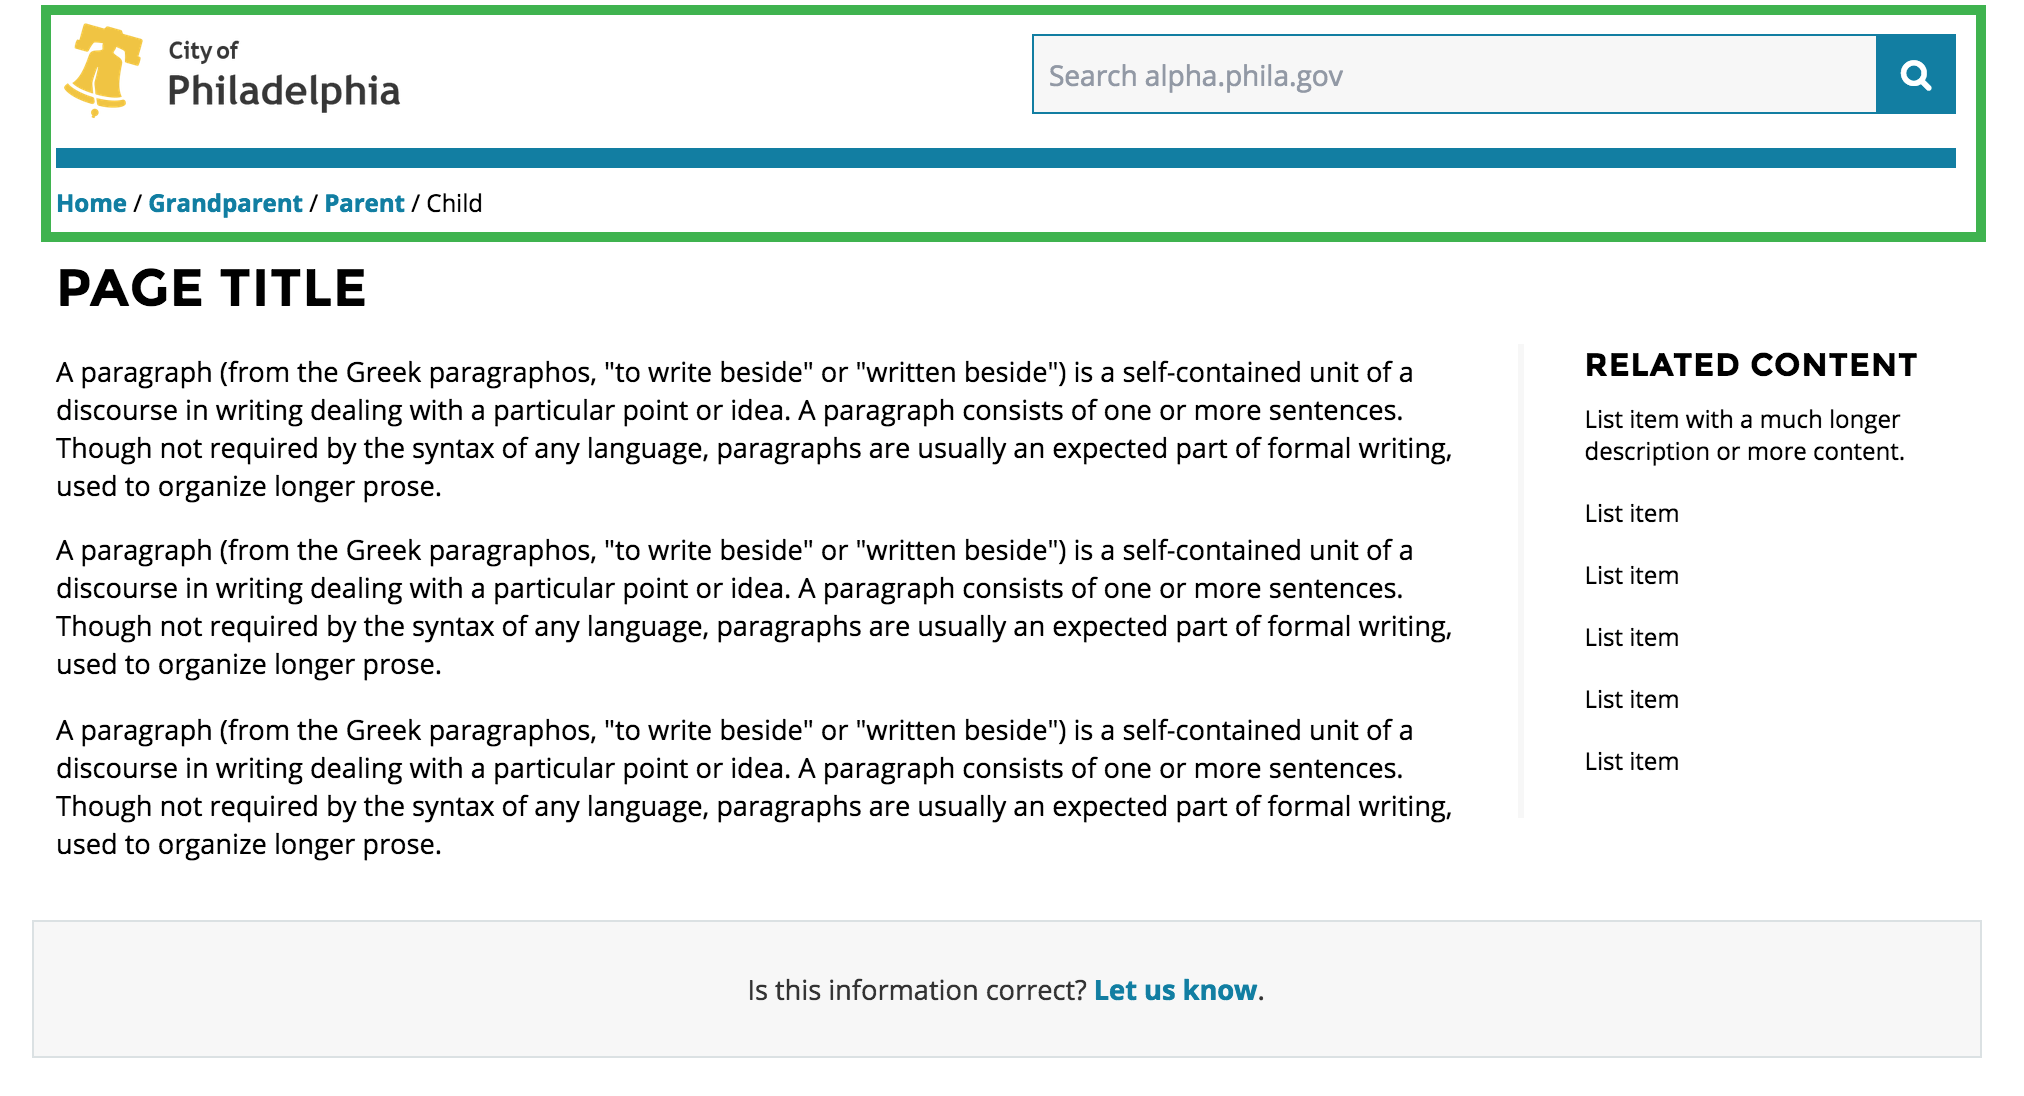 City of
Philadelphia
Search alpha.phila.gov
Home / Grandparent / Parent / Child
PAGE TITLE
A paragraph (from the Greek paragraphos, "to write beside" or "written beside") is a self-contained unit of a
discourse in writing dealing with a particular point or idea. A paragraph consists of one or more sentences.
Though not required by the syntax of any language, paragraphs are usually an expected part of formal writing,
used to organize longer prose.
A paragraph (from the Greek paragraphos, "to write beside" or "written beside") is a self-contained unit of a
discourse in writing dealing with a particular point or idea. A paragraph consists of one or more sentences.
Though not required by the syntax of any language, paragraphs are usually an expected part of formal writing,
used to organize longer prose.
A paragraph (from the Greek paragraphos, "to write beside" or "written beside") is a self-contained unit of a
discourse in writing dealing with a particular point or idea. A paragraph consists of one or more sentences.
Though not required by the syntax of any language, paragraphs are usually an expected part of formal writing,
used to organize longer prose.
RELATED CONTENT
List item with a much longer
description or more content.
List item
List item
List item
List item
List item
Is this information correct? Let us know.